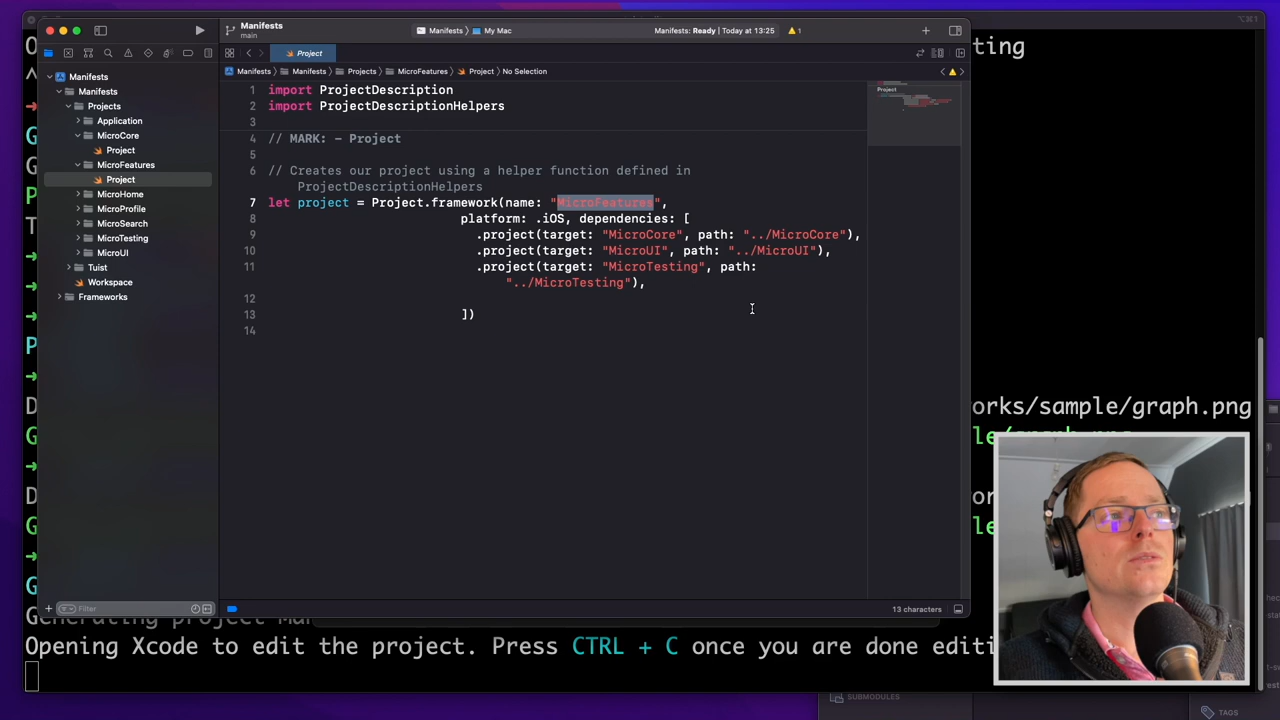 Manifests
main
Manifests
My Mac
Manifests: Ready | Today at 13:25
1
Project
Manifests
Manifests
Projects
MicroFeatures
Project
No Selection
Manifests
Manifests
Projects
Application
MicroCore
Project
MicroFeatures
Project
MicroHome
MicroProfile
MicroSearch
MicroTesting
MicroUI
Tuist
Workspace
Frameworks
Filter
1 import ProjectDescription
2 import ProjectDescriptionHelpers
3
4 // MARK: - Project
5
6 // Creates our project using a helper function defined in
ProjectDescriptionHelpers
7 let project = Project.framework(name: "MicroFeatures",
8 platform: .iOS, dependencies: [
9 .project(target: "MicroCore", path: "../MicroCore"),
10 .project(target: "MicroUI", path: "../MicroUI"),
11 .project(target: "MicroTesting", path:
"../MicroTesting"),
12
13 ])
14
Project
13 characters
ting
orks/sample/graph.png
Opening Xcode to edit the project. Press CTRL + C once you are done editi
SUBMODULES
TAGS